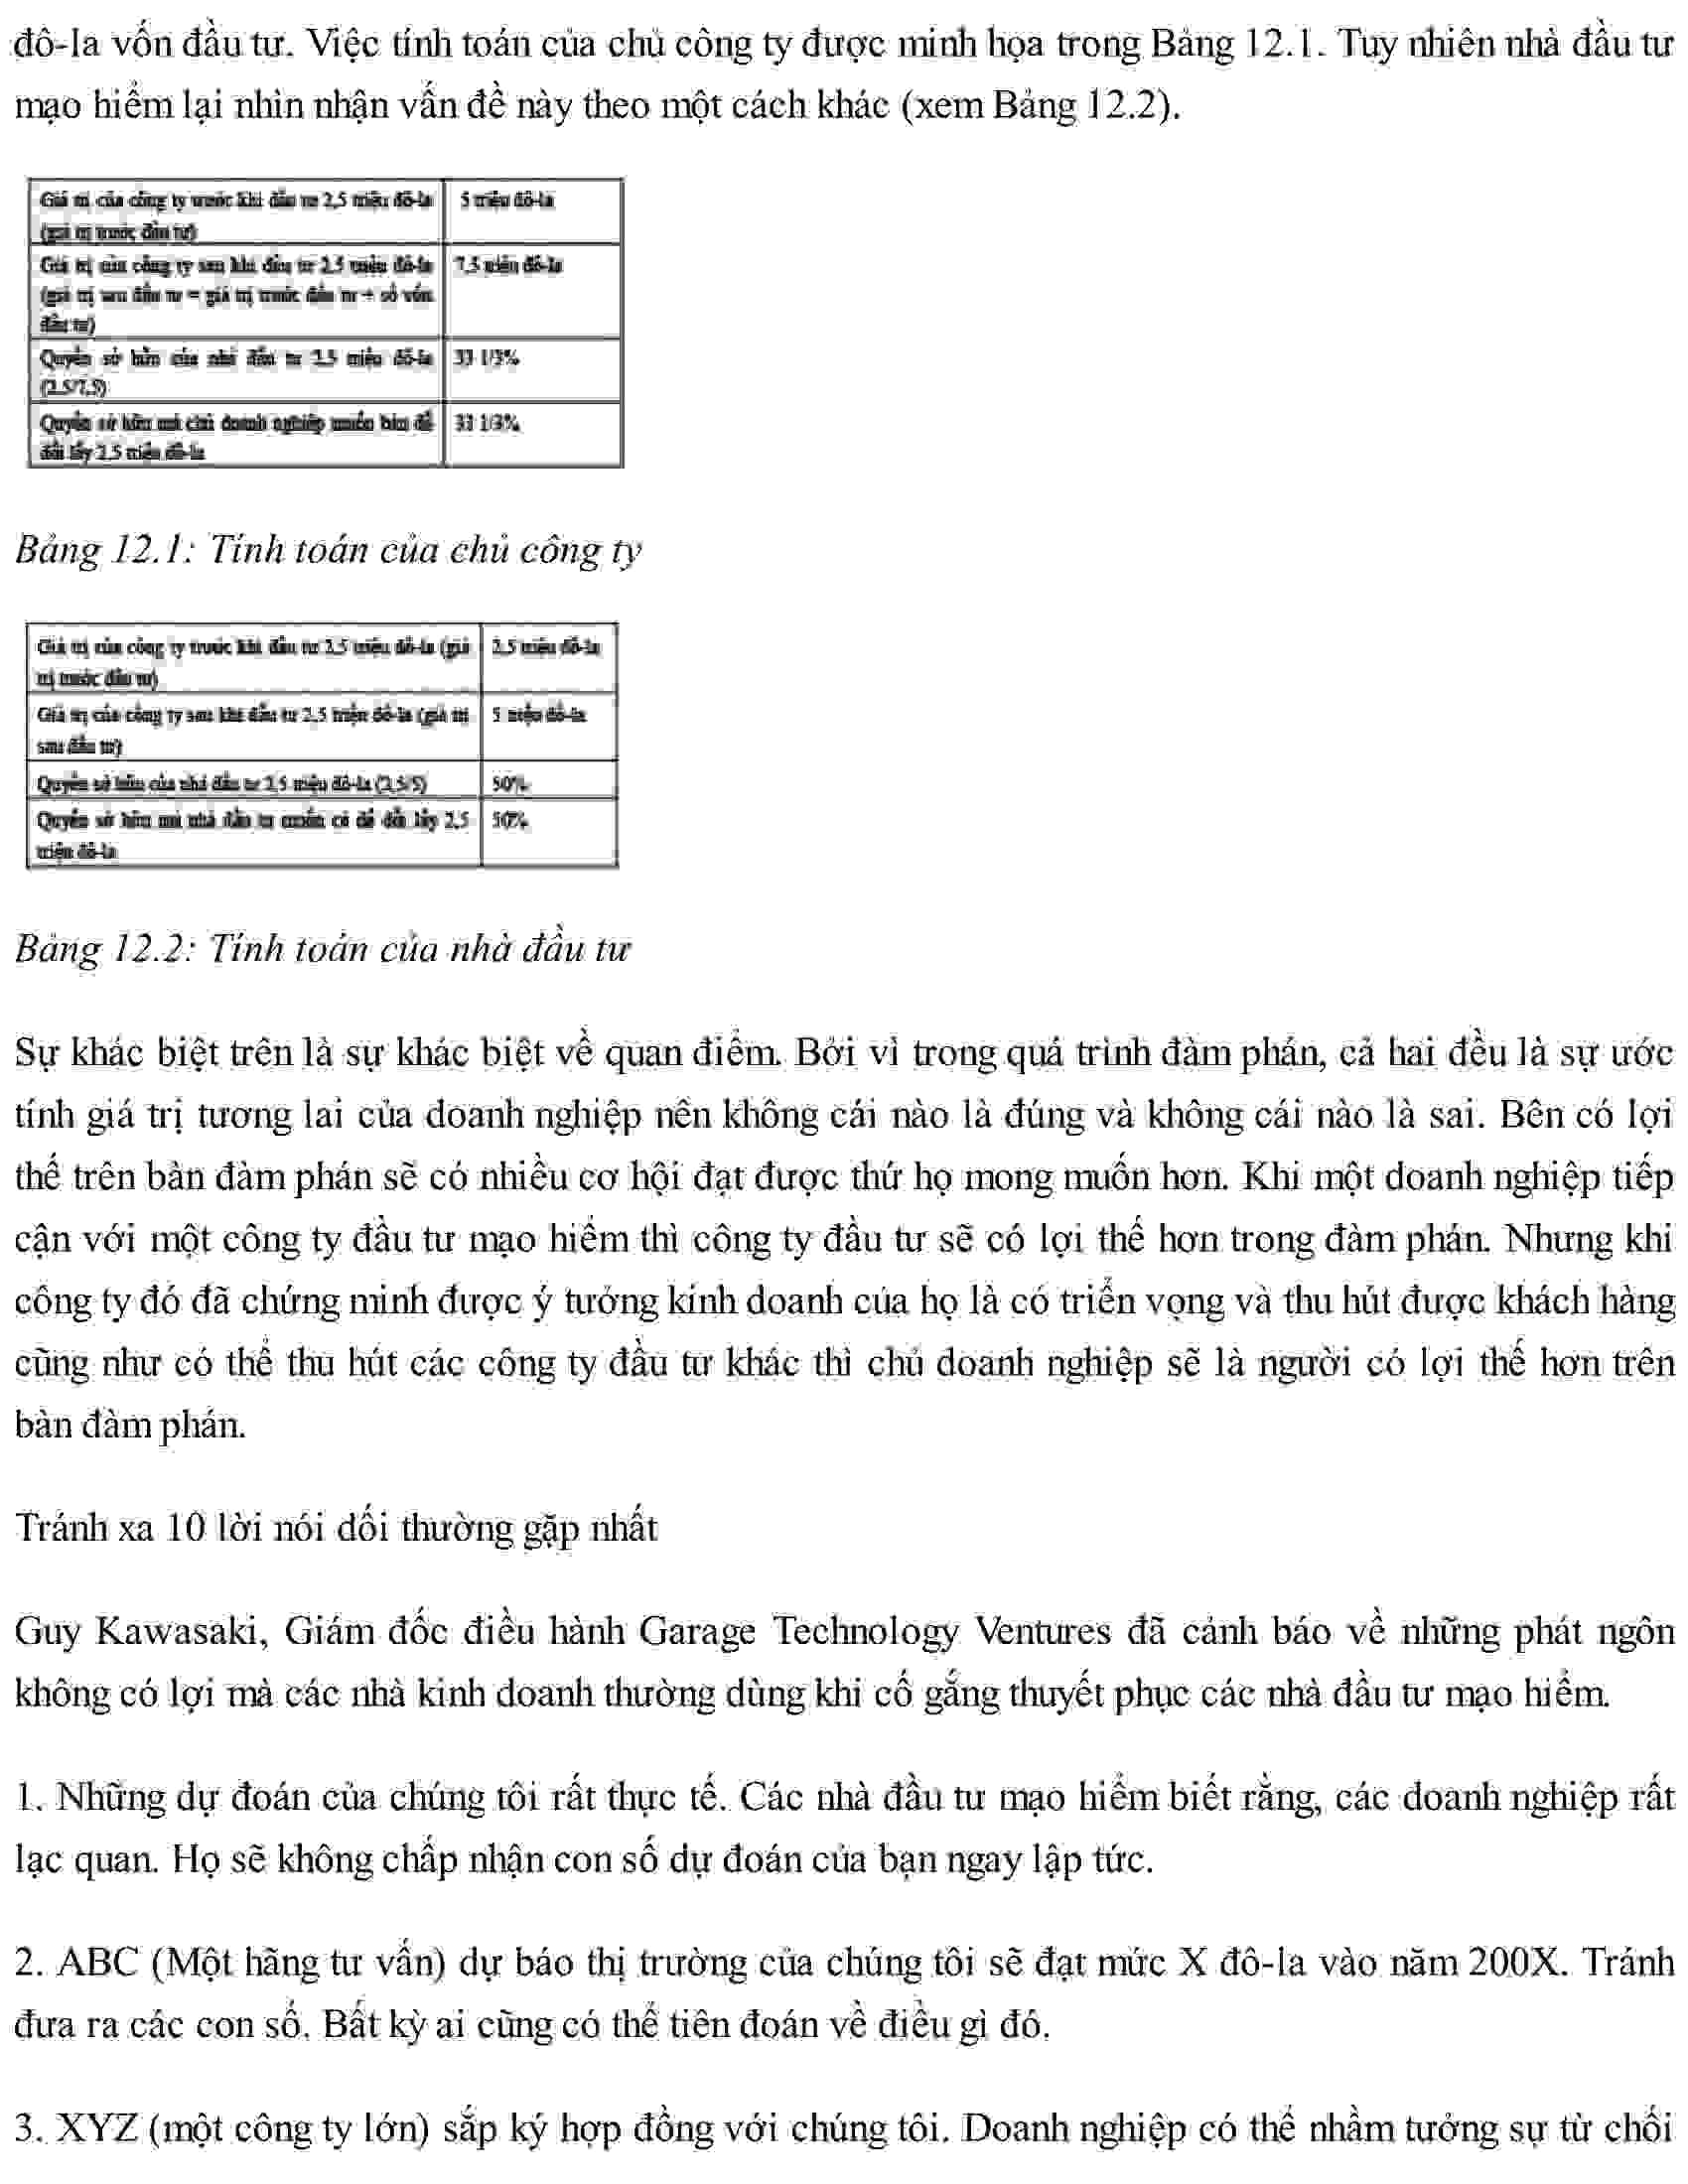 đô-la vốn đầu tư. Việc tính toán của chủ công ty được minh họa trong Bảng 12.1. Tuy nhiên nhà đầu tư
mạo hiểm lại nhìn nhận vấn đề này theo một cách khác (xem Bảng 12.2).
Giá trị của công ty trước khi đầu tư 2,5 triệu đô-la 5 triệu đô-la
(giá trị trước đầu tư)
Giá trị của công ty sau khi đầu tư 2,5 triệu đô-la 7,5 triệu đô-la
(giá trị sau đầu tư = giá trị trước đầu tư + số vốn
đầu tư)
Quyền sở hữu của nhà đầu tư 2,5 triệu đô-la 33 1/3%
(2,5/7,5)
Quyền sở hữu mà chủ doanh nghiệp muốn bán để 33 1/3%
đổi lấy 2,5 triệu đô-la
Bảng 12.1: Tính toán của chủ công ty
Giá trị của công ty trước khi đầu tư 2,5 triệu đô-la (giá 2,5 triệu đô-la
trị trước đầu tư)
Giá trị của công ty sau khi đầu tư 2,5 triệu đô-la (giá trị 5 triệu đô-la
sau đầu tư)
Quyền sở hữu của nhà đầu tư 2,5 triệu đô-la (2,5/5) 50%
Quyền sở hữu mà nhà đầu tư muốn có để đổi lấy 2,5 50%
triệu đô-la
Bảng 12.2: Tính toán của nhà đầu tư
Sự khác biệt trên là sự khác biệt về quan điểm. Bởi vì trong quá trình đàm phán, cả hai đều là sự ước
tính giá trị tương lai của doanh nghiệp nên không cái nào là đúng và không cái nào là sai. Bên có lợi
thế trên bàn đàm phán sẽ có nhiều cơ hội đạt được thứ họ mong muốn hơn. Khi một doanh nghiệp tiếp
cận với một công ty đầu tư mạo hiểm thì công ty đầu tư sẽ có lợi thế hơn trong đàm phán. Nhưng khi
công ty đó đã chứng minh được ý tưởng kinh doanh của họ là có triển vọng và thu hút được khách hàng
cũng như có thể thu hút các công ty đầu tư khác thì chủ doanh nghiệp sẽ là người có lợi thế hơn trên
bàn đàm phán.
Tránh xa 10 lời nói dối thường gặp nhất
Guy Kawasaki, Giám đốc điều hành Garage Technology Ventures đã cảnh báo về những phát ngôn
không có lợi mà các nhà kinh doanh thường dùng khi cố gắng thuyết phục các nhà đầu tư mạo hiểm.
1. Những dự đoán của chúng tôi rất thực tế. Các nhà đầu tư mạo hiểm biết rằng, các doanh nghiệp rất
lạc quan. Họ sẽ không chấp nhận con số dự đoán của bạn ngay lập tức.
2. ABC (Một hãng tư vấn) dự báo thị trường của chúng tôi sẽ đạt mức X đô-la vào năm 200X. Tránh
đưa ra các con số. Bất kỳ ai cũng có thể tiên đoán về điều gì đó.
3. XYZ (một công ty lớn) sắp ký hợp đồng với chúng tôi. Doanh nghiệp có thể nhầm tưởng sự từ chối